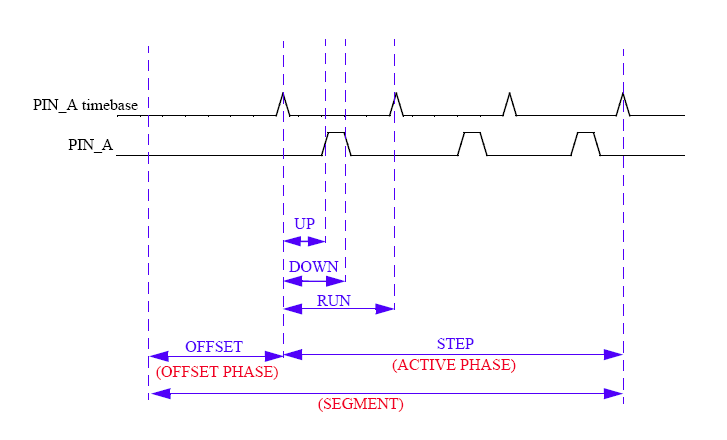 PIN_A timebase
PIN_A
UP
DOWN
RUN
OFFSET
STEP
(OFFSET PHASE)
(ACTIVE PHASE)
(SEGMENT)